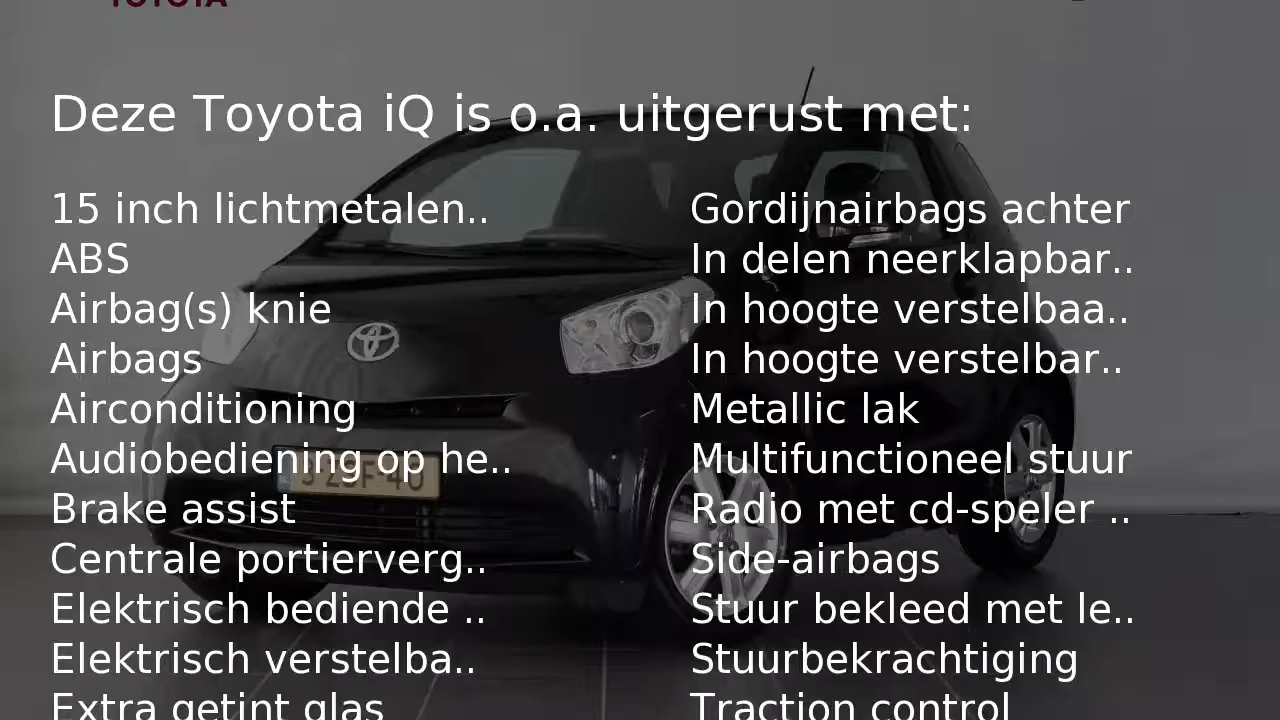 TOYOTA
Deze Toyota iQ is o.a. uitgerust met:
15 inch lichtmetalen..
ABS
Airbag(s) knie
Airbags
Airconditioning
Audiobediening op he..
Brake assist
Centrale portierverg..
Elektrisch bediende ..
Elektrisch verstelba..
Extra getint glas
Gordijnairbags achter
In delen neerklapbar..
In hoogte verstelbaa..
In hoogte verstelbar..
Metallic lak
Multifunctioneel stuur
Radio met cd-speler ..
Side-airbags
Stuur bekleed met le..
Stuurbekrachtiging
Traction control